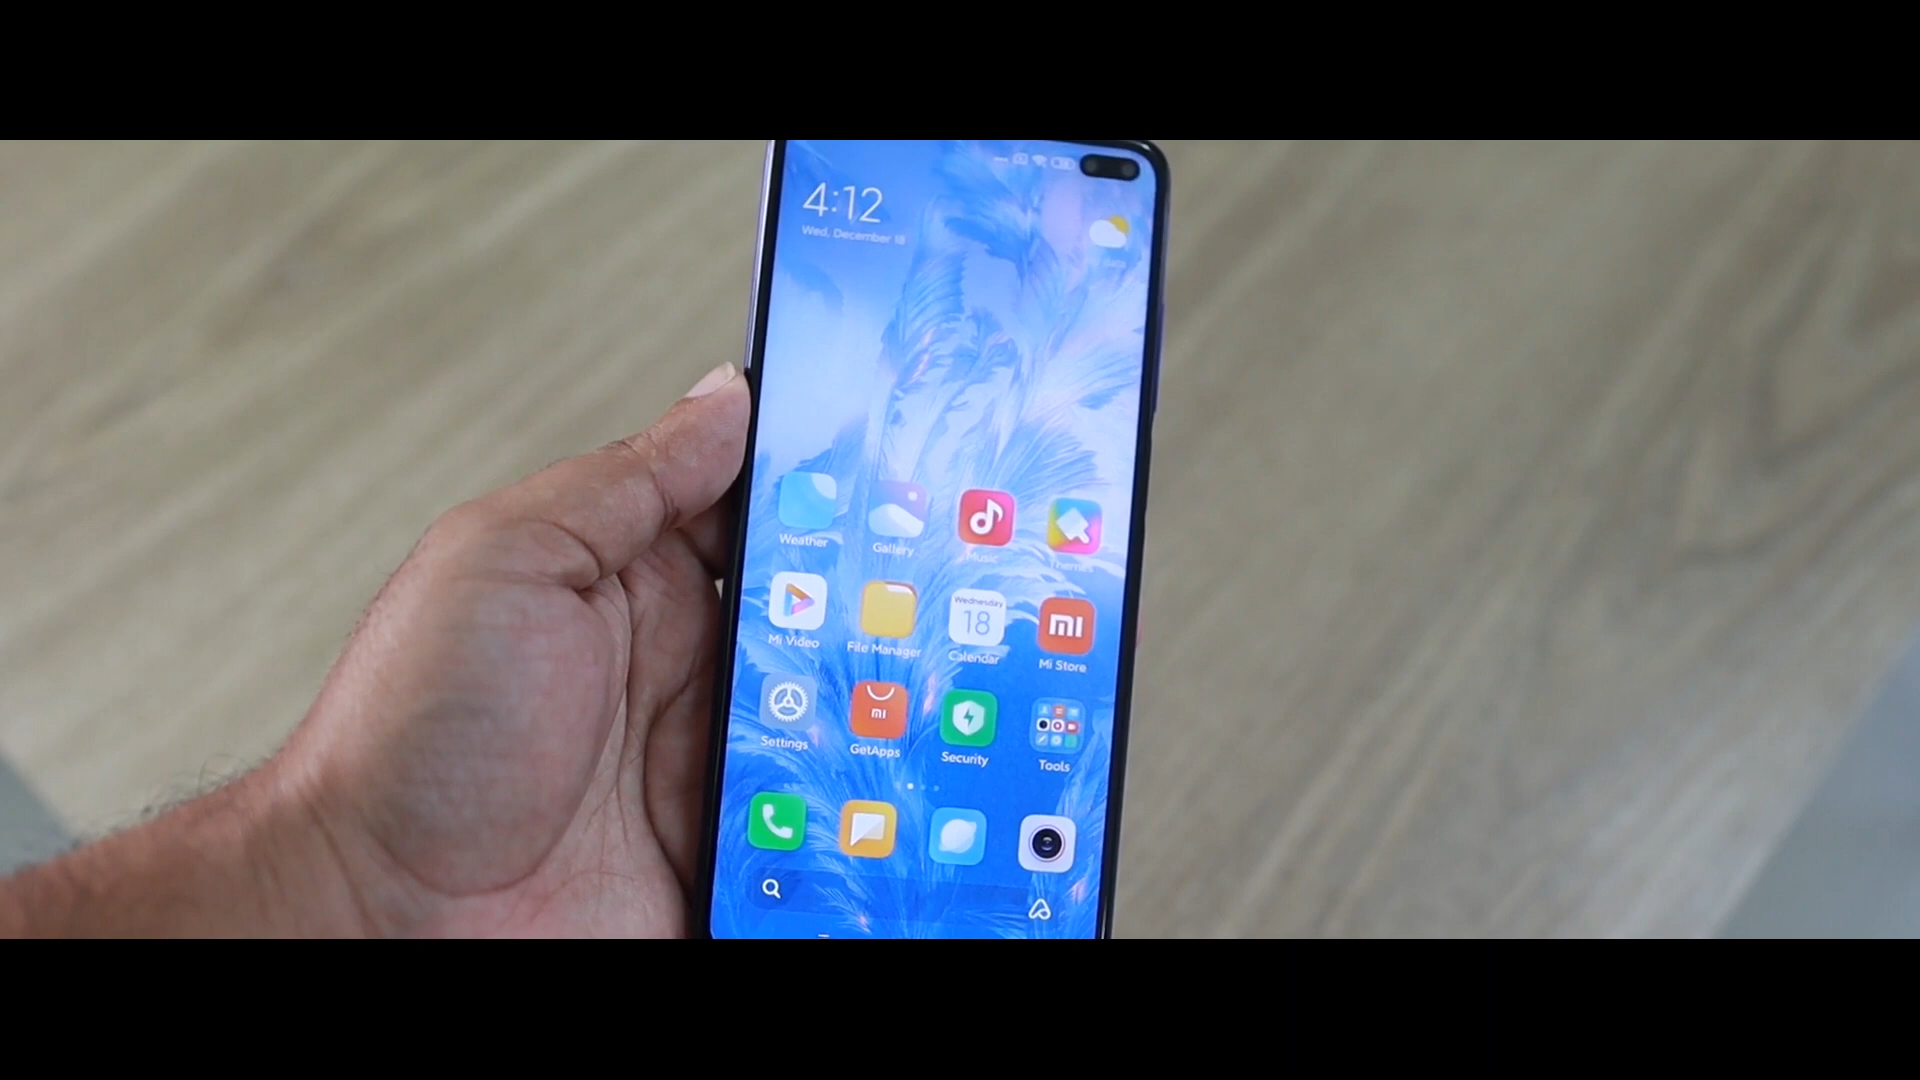 4:12
Wed, December 18
Weather
Gallery
Music
Themes
Mi Video
File Manager
Wednesday
18
Calendar
mi
Mi Store
Settings
mi
GetApps
Security
Tools